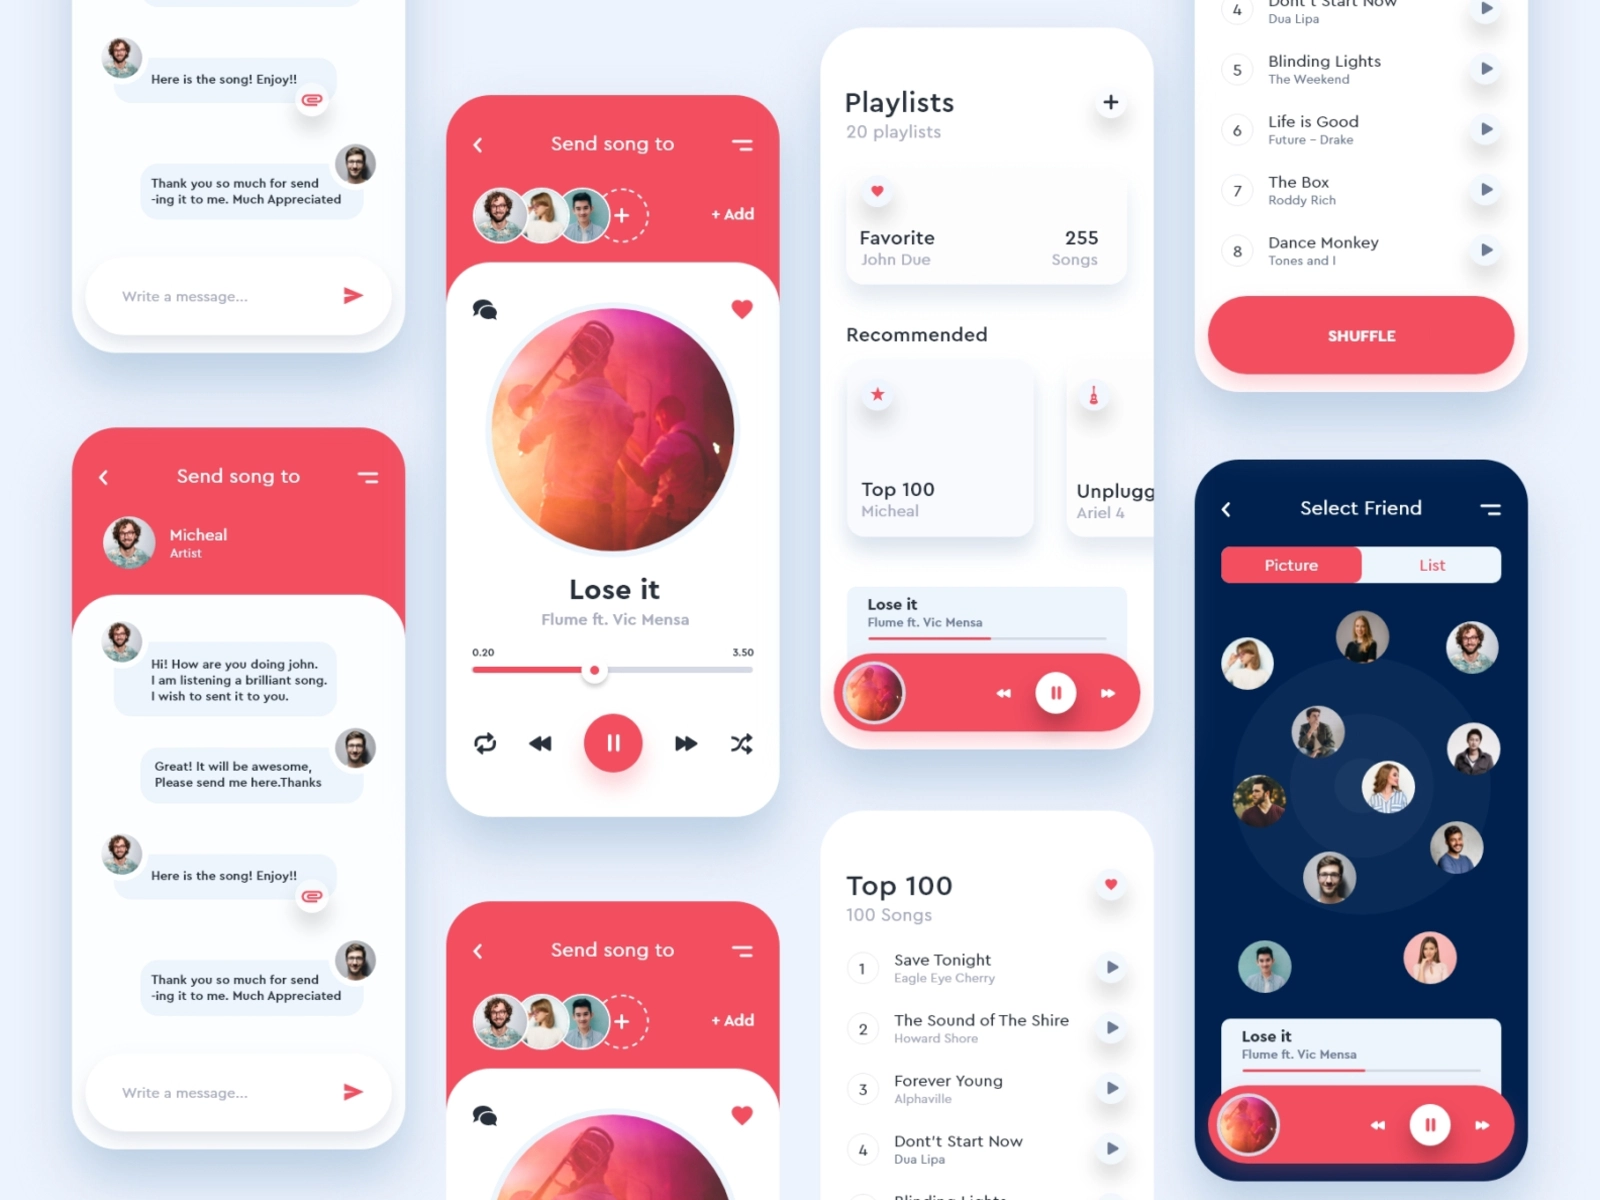 Here is the song! Enjoy!!
Thank you so much for send
-ing it to me. Much Appreciated
Write a message...
Send song to
Micheal
Artist
Hi! How are you doing john.
I am listening a brilliant song.
I wish to sent it to you.
Great! It will be awesome,
Please send me here.Thanks
Here is the song! Enjoy!!
Thank you so much for send
-ing it to me. Much Appreciated
Write a message...
Send song to
+ Add
Lose it
Flume ft. Vic Mensa
0.20 3.50
Send song to
+ Add
Playlists
20 playlists
Favorite 255
John Due Songs
Recommended
Top 100
Micheal
Unplugg
Ariel 4
Lose it
Flume ft. Vic Mensa
Top 100
100 Songs
1 Save Tonight
Eagle Eye Cherry
2 The Sound of The Shire
Howard Shore
3 Forever Young
Alphaville
4 Dont't Start Now
Dua Lipa
Blinding Lights
4 Dont't Start Now
Dua Lipa
5 Blinding Lights
The Weekend
6 Life is Good
Future - Drake
7 The Box
Roddy Rich
8 Dance Monkey
Tones and I
SHUFFLE
Select Friend
Picture List
Lose it
Flume ft. Vic Mensa